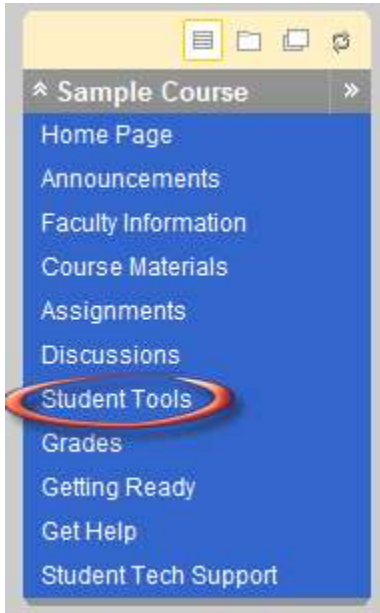 Sample Course
Home Page
Announcements
Faculty Information
Course Materials
Assignments
Discussions
Student Tools
Grades
Getting Ready
Get Help
Student Tech Support